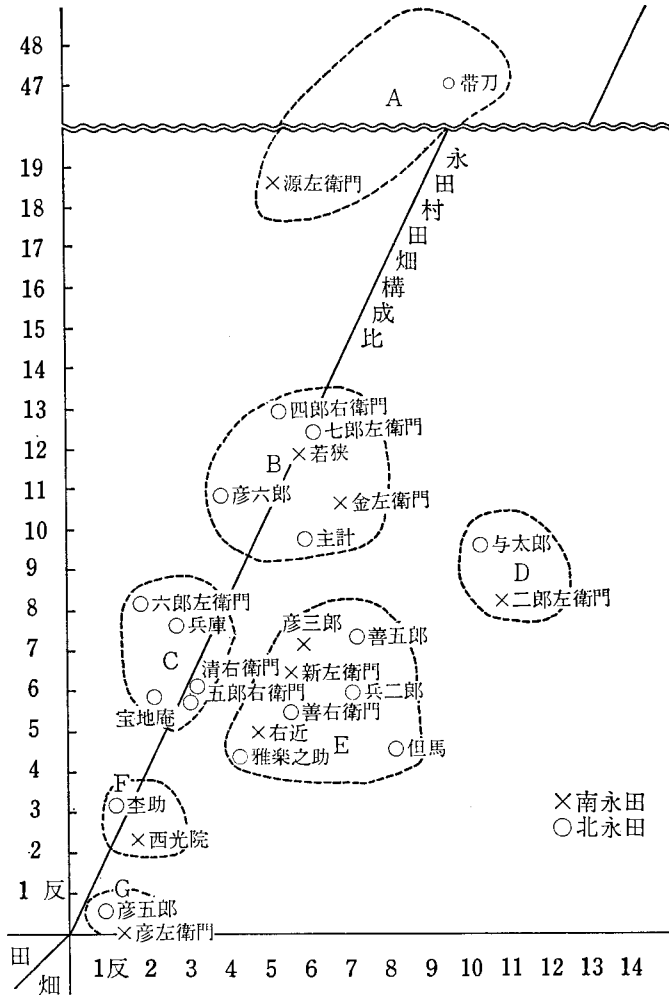 48
47
A
帯刀
19
源左衛門
18
17
16
15
14
永田村田畑構成比
13
四郎右衛門
七郎左衛門
12
若狭
B
11
彦六郎
金左衛門
10
主計
与太郎
9
D
8
六郎左衛門
二郎左衛門
兵庫
彦三郎
善五郎
7
C
清右衛門
新左衛門
6
五郎右衛門
兵二郎
宝地庵
善右衛門
5
右近
E
4
雅楽之助
但馬
F
3
杢助
×南永田
2
西光院
○北永田
1反
G
彦五郎
彦左衛門
田
畑
1反 2 3 4 5 6 7 8 9 10 11 12 13 14